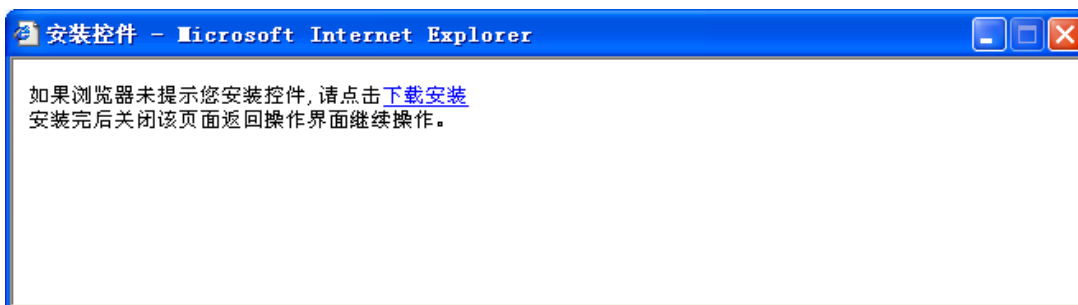 安装控件 - Microsoft Internet Explorer
如果浏览器未提示您安装控件,请点击下载安装
安装完后关闭该页面返回操作界面继续操作。